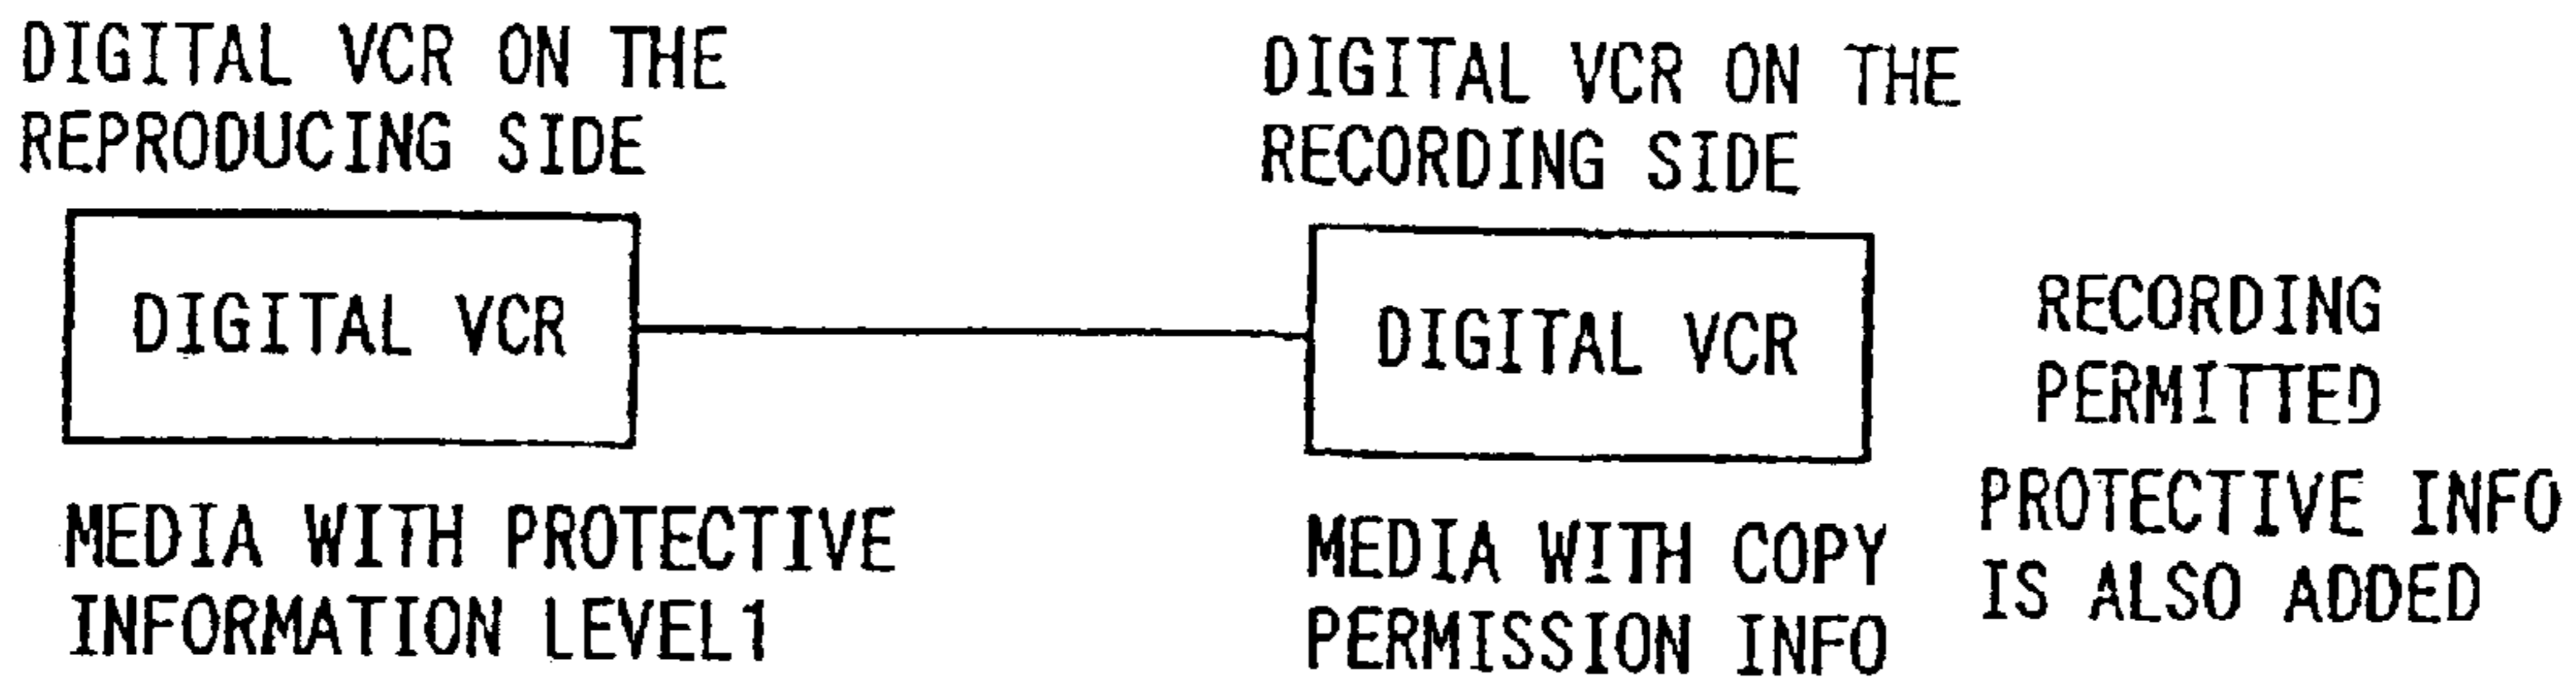 DIGITAL VCR ON THE
REPRODUCING SIDE
DIGITAL VCR ON THE
RECORDING SIDE
DIGITAL VCR
DIGITAL VCR
RECORDING
PERMITTED
MEDIA WITH PROTECTIVE
INFORMATION LEVEL1
MEDIA WITH COPY
PERMISSION INFO
PROTECTIVE INFO
IS ALSO ADDED